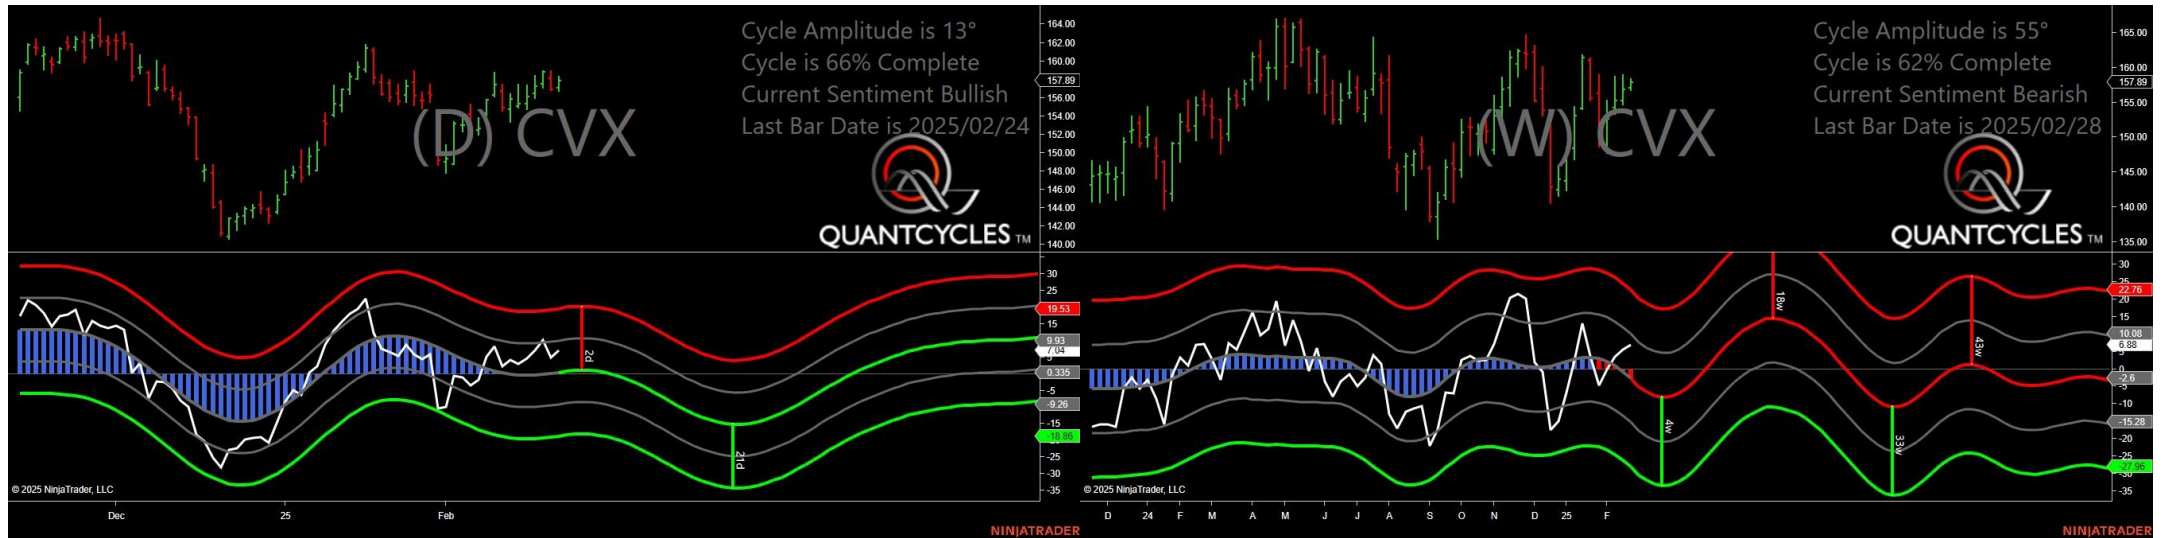 Cycle Amplitude is 13°
Cycle is 66% Complete
Current Sentiment Bullish
Last Bar Date is 2025/02/24
(D) CVX
QUANTCYCLES TM
164.00
162.00
160.00
157.89
156.00
154.00
152.00
150.00
148.00
146.00
144.00
142.00
140.00
30
25
19.53
15
9.93
7.04
5
0.335
-5
-9.26
-15
-18.86
-25
-30
-35
2d
21d
© 2025 NinjaTrader, LLC
Dec
25
Feb
NINJATRADER
Cycle Amplitude is 55°
Cycle is 62% Complete
Current Sentiment Bearish
Last Bar Date is 2025/02/28
(W) CVX
QUANTCYCLES TM
165.00
160.00
157.89
155.00
150.00
145.00
140.00
135.00
30
25
22.76
20
15
10.08
6.88
5
0
-2.6
-5
-10
-15.28
-20
-25
-27.96
-35
4w
18w
33w
43w
© 2025 NinjaTrader, LLC
D
24
F
M
A
M
J
J
A
S
O
N
D
25
F
NINJATRADER